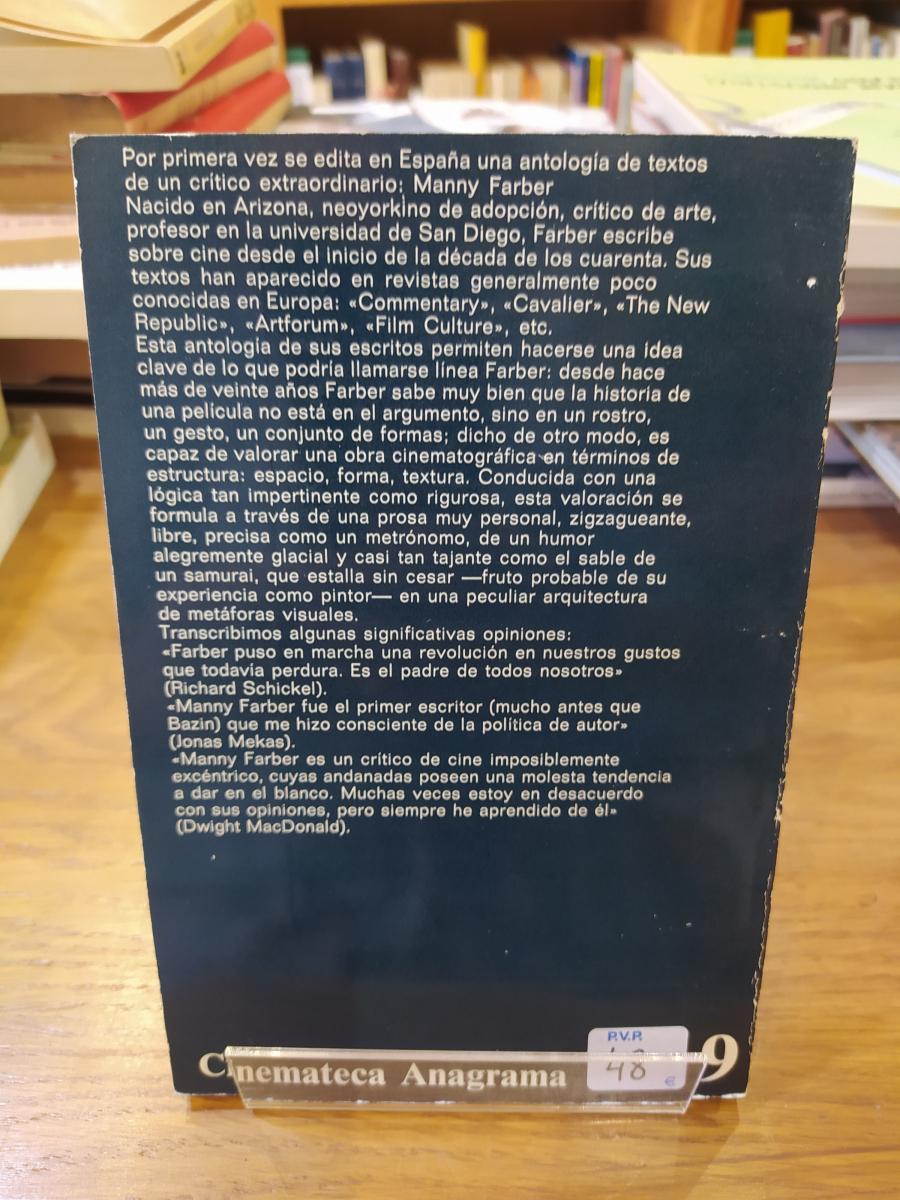 Por primera vez se edita en España una antología de textos
de un crítico extraordinario: Manny Farber
Nacido en Arizona, neoyorkino de adopción, crítico de arte,
profesor en la universidad de San Diego, Farber escribe
sobre cine desde el inicio de la década de los cuarenta. Sus
textos han aparecido en revistas generalmente poco
conocidas en Europa: «Commentary», «Cavalier», «The New
Republic», «Artforum», «Film Culture», etc.
Esta antología de sus escritos permiten hacerse una idea
clave de lo que podría llamarse línea Farber: desde hace
más de veinte años Farber sabe muy bien que la historia de
una película no está en el argumento, sino en un rostro,
un gesto, un conjunto de formas; dicho de otro modo, es
capaz de valorar una obra cinematográfica en términos de
estructura: espacio, forma, textura. Conducida con una
lógica tan impertinente como rigurosa, esta valoración se
formula a través de una prosa muy personal, zigzagueante,
libre, precisa como un metrónomo, de un humor
alegremente glacial y casi tan tajante como el sable de
un samurai, que estalla sin cesar —fruto probable de su
experiencia como pintor— en una peculiar arquitectura
de metáforas visuales.
Transcribimos algunas significativas opiniones:
«Farber puso en marcha una revolución en nuestros gustos
que todavía perdura. Es el padre de todos nosotros»
(Richard Schickel).
«Manny Farber fue el primer escritor (mucho antes que
Bazin) que me hizo consciente de la política de autor»
(Jonas Mekas).
«Manny Farber es un crítico de cine imposiblemente
excéntrico, cuyas andanadas poseen una molesta tendencia
a dar en el blanco. Muchas veces estoy en desacuerdo
con sus opiniones, pero siempre he aprendido de él»
(Dwight MacDonald).
P.V.P.
48 €
Cinemateca Anagrama 9